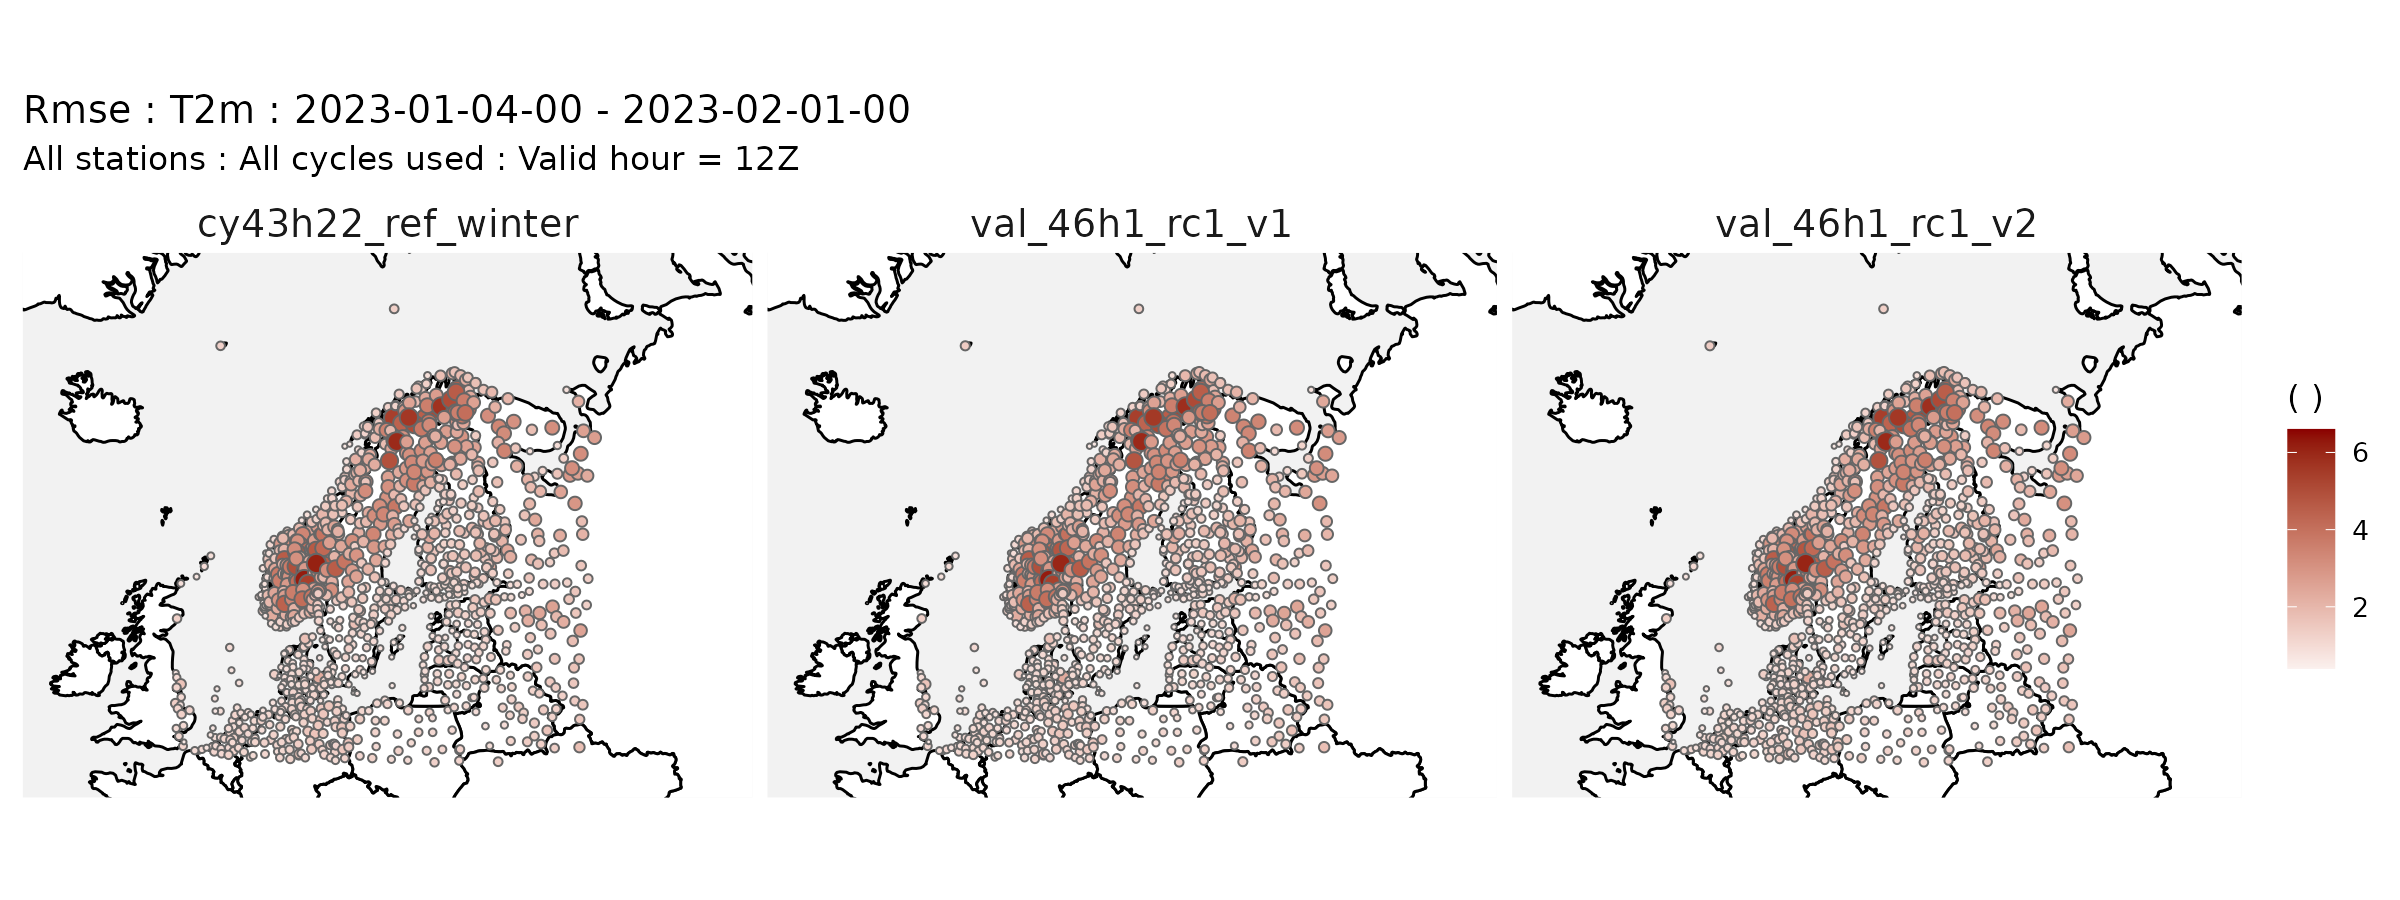 Rmse : T2m : 2023-01-04-00 - 2023-02-01-00
All stations : All cycles used : Valid hour = 12Z
cy43h22_ref_winter
val_46h1_rc1_v1
val_46h1_rc1_v2
( )
6
4
2